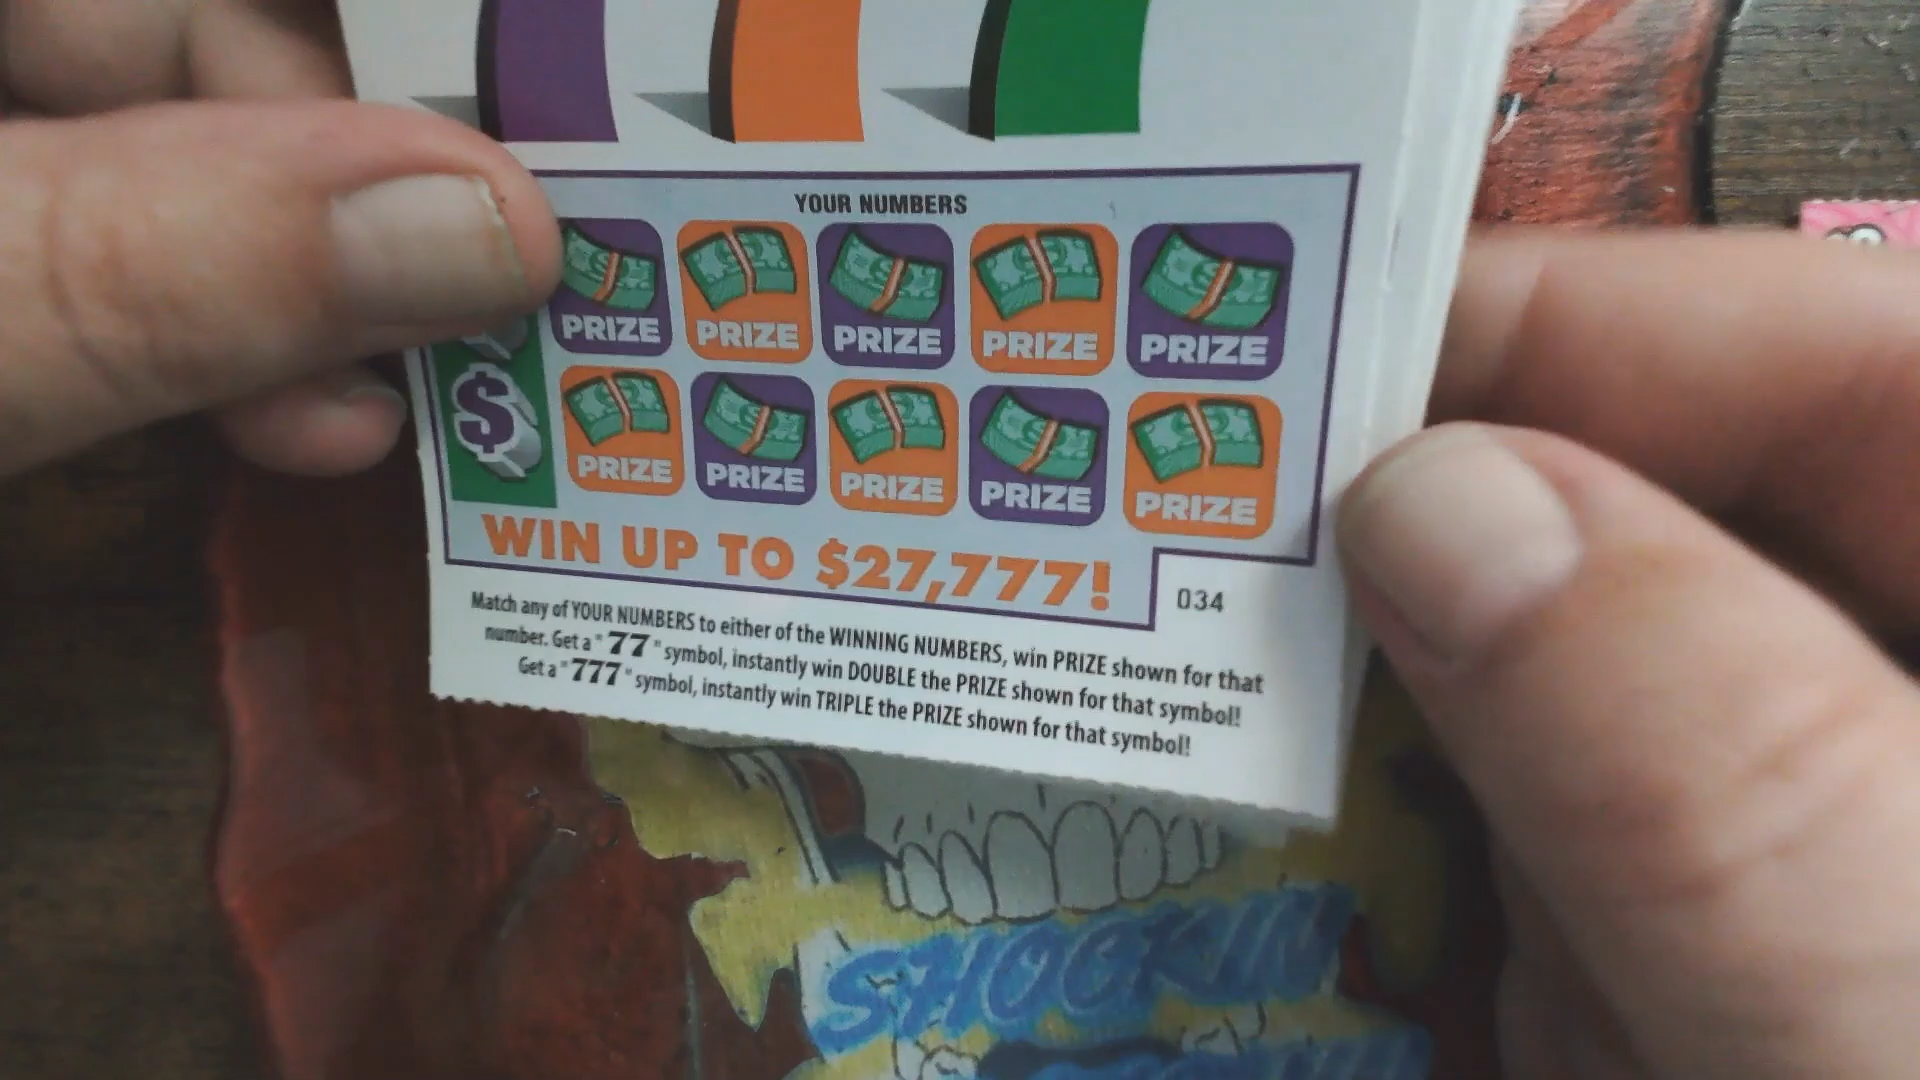 YOUR NUMBERS
PRIZE PRIZE PRIZE PRIZE PRIZE
$ PRIZE PRIZE PRIZE PRIZE PRIZE
WIN UP TO $27,777!
034
Match any of YOUR NUMBERS to either of the WINNING NUMBERS, win PRIZE shown for that
number. Get a "77" symbol, instantly win DOUBLE the PRIZE shown for that symbol!
Get a "777" symbol, instantly win TRIPLE the PRIZE shown for that symbol!